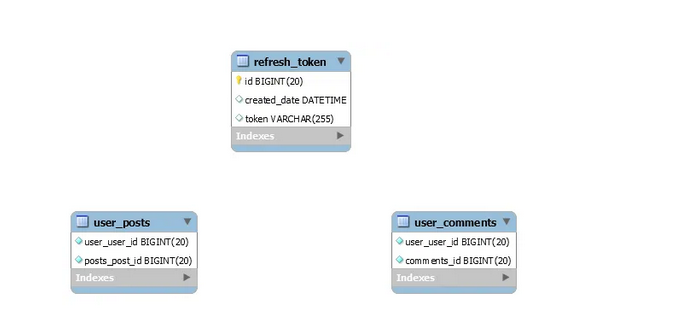 refresh_token
id BIGINT(20)
created_date DATETIME
token VARCHAR(255)
Indexes
user_posts
user_user_id BIGINT(20)
posts_post_id BIGINT(20)
Indexes
user_comments
user_user_id BIGINT(20)
comments_id BIGINT(20)
Indexes